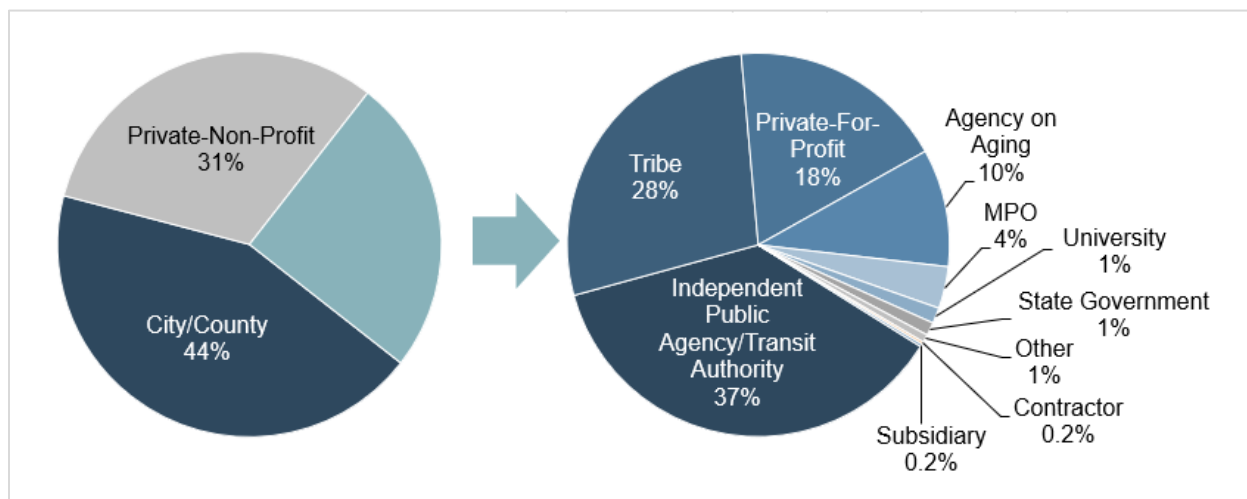 Private-Non-Profit
31%
City/County
44%
Tribe
28%
Private-For-
Profit
18%
Agency on
Aging
10%
MPO
4%
University
1%
State Government
1%
Other
1%
Contractor
0.2%
Subsidiary
0.2%
Independent
Public
Agency/Transit
Authority
37%